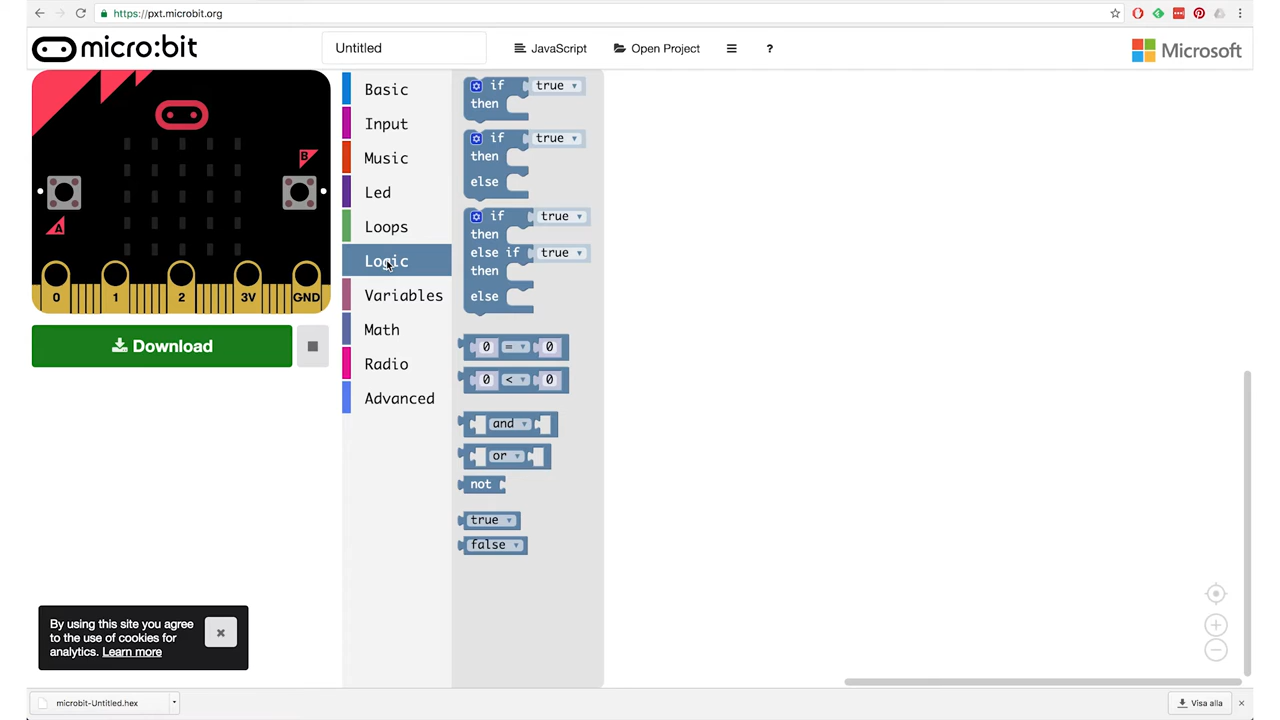 https://pxt.microbit.org
micro:bit
Untitled
JavaScript
Open Project
?
Microsoft
B
A
0 1 2 3V GND
Download
Basic
Input
Music
Led
Loops
Logic
Variables
Math
Radio
Advanced
if true
then
if true
then
else
if true
then
else if true
then
else
0 = 0
0 < 0
and
or
not
true
false
By using this site you agree
to the use of cookies for
analytics. Learn more
microbit-Untitled.hex
Visa alla